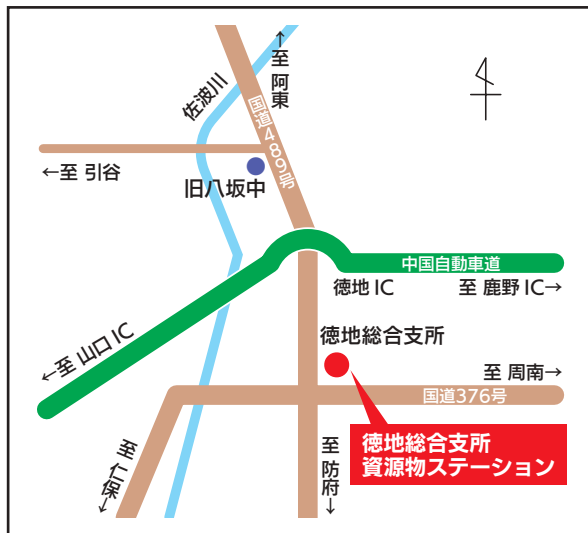 ←至 阿東
佐波川
国道489号
←至 引谷
旧八坂中
中国自動車道
徳地 IC
至 鹿野 IC→
←至 山口 IC
徳地総合支所
至 周南→
国道376号
徳地総合支所
資源物ステーション
至 仁保→
至 防府→